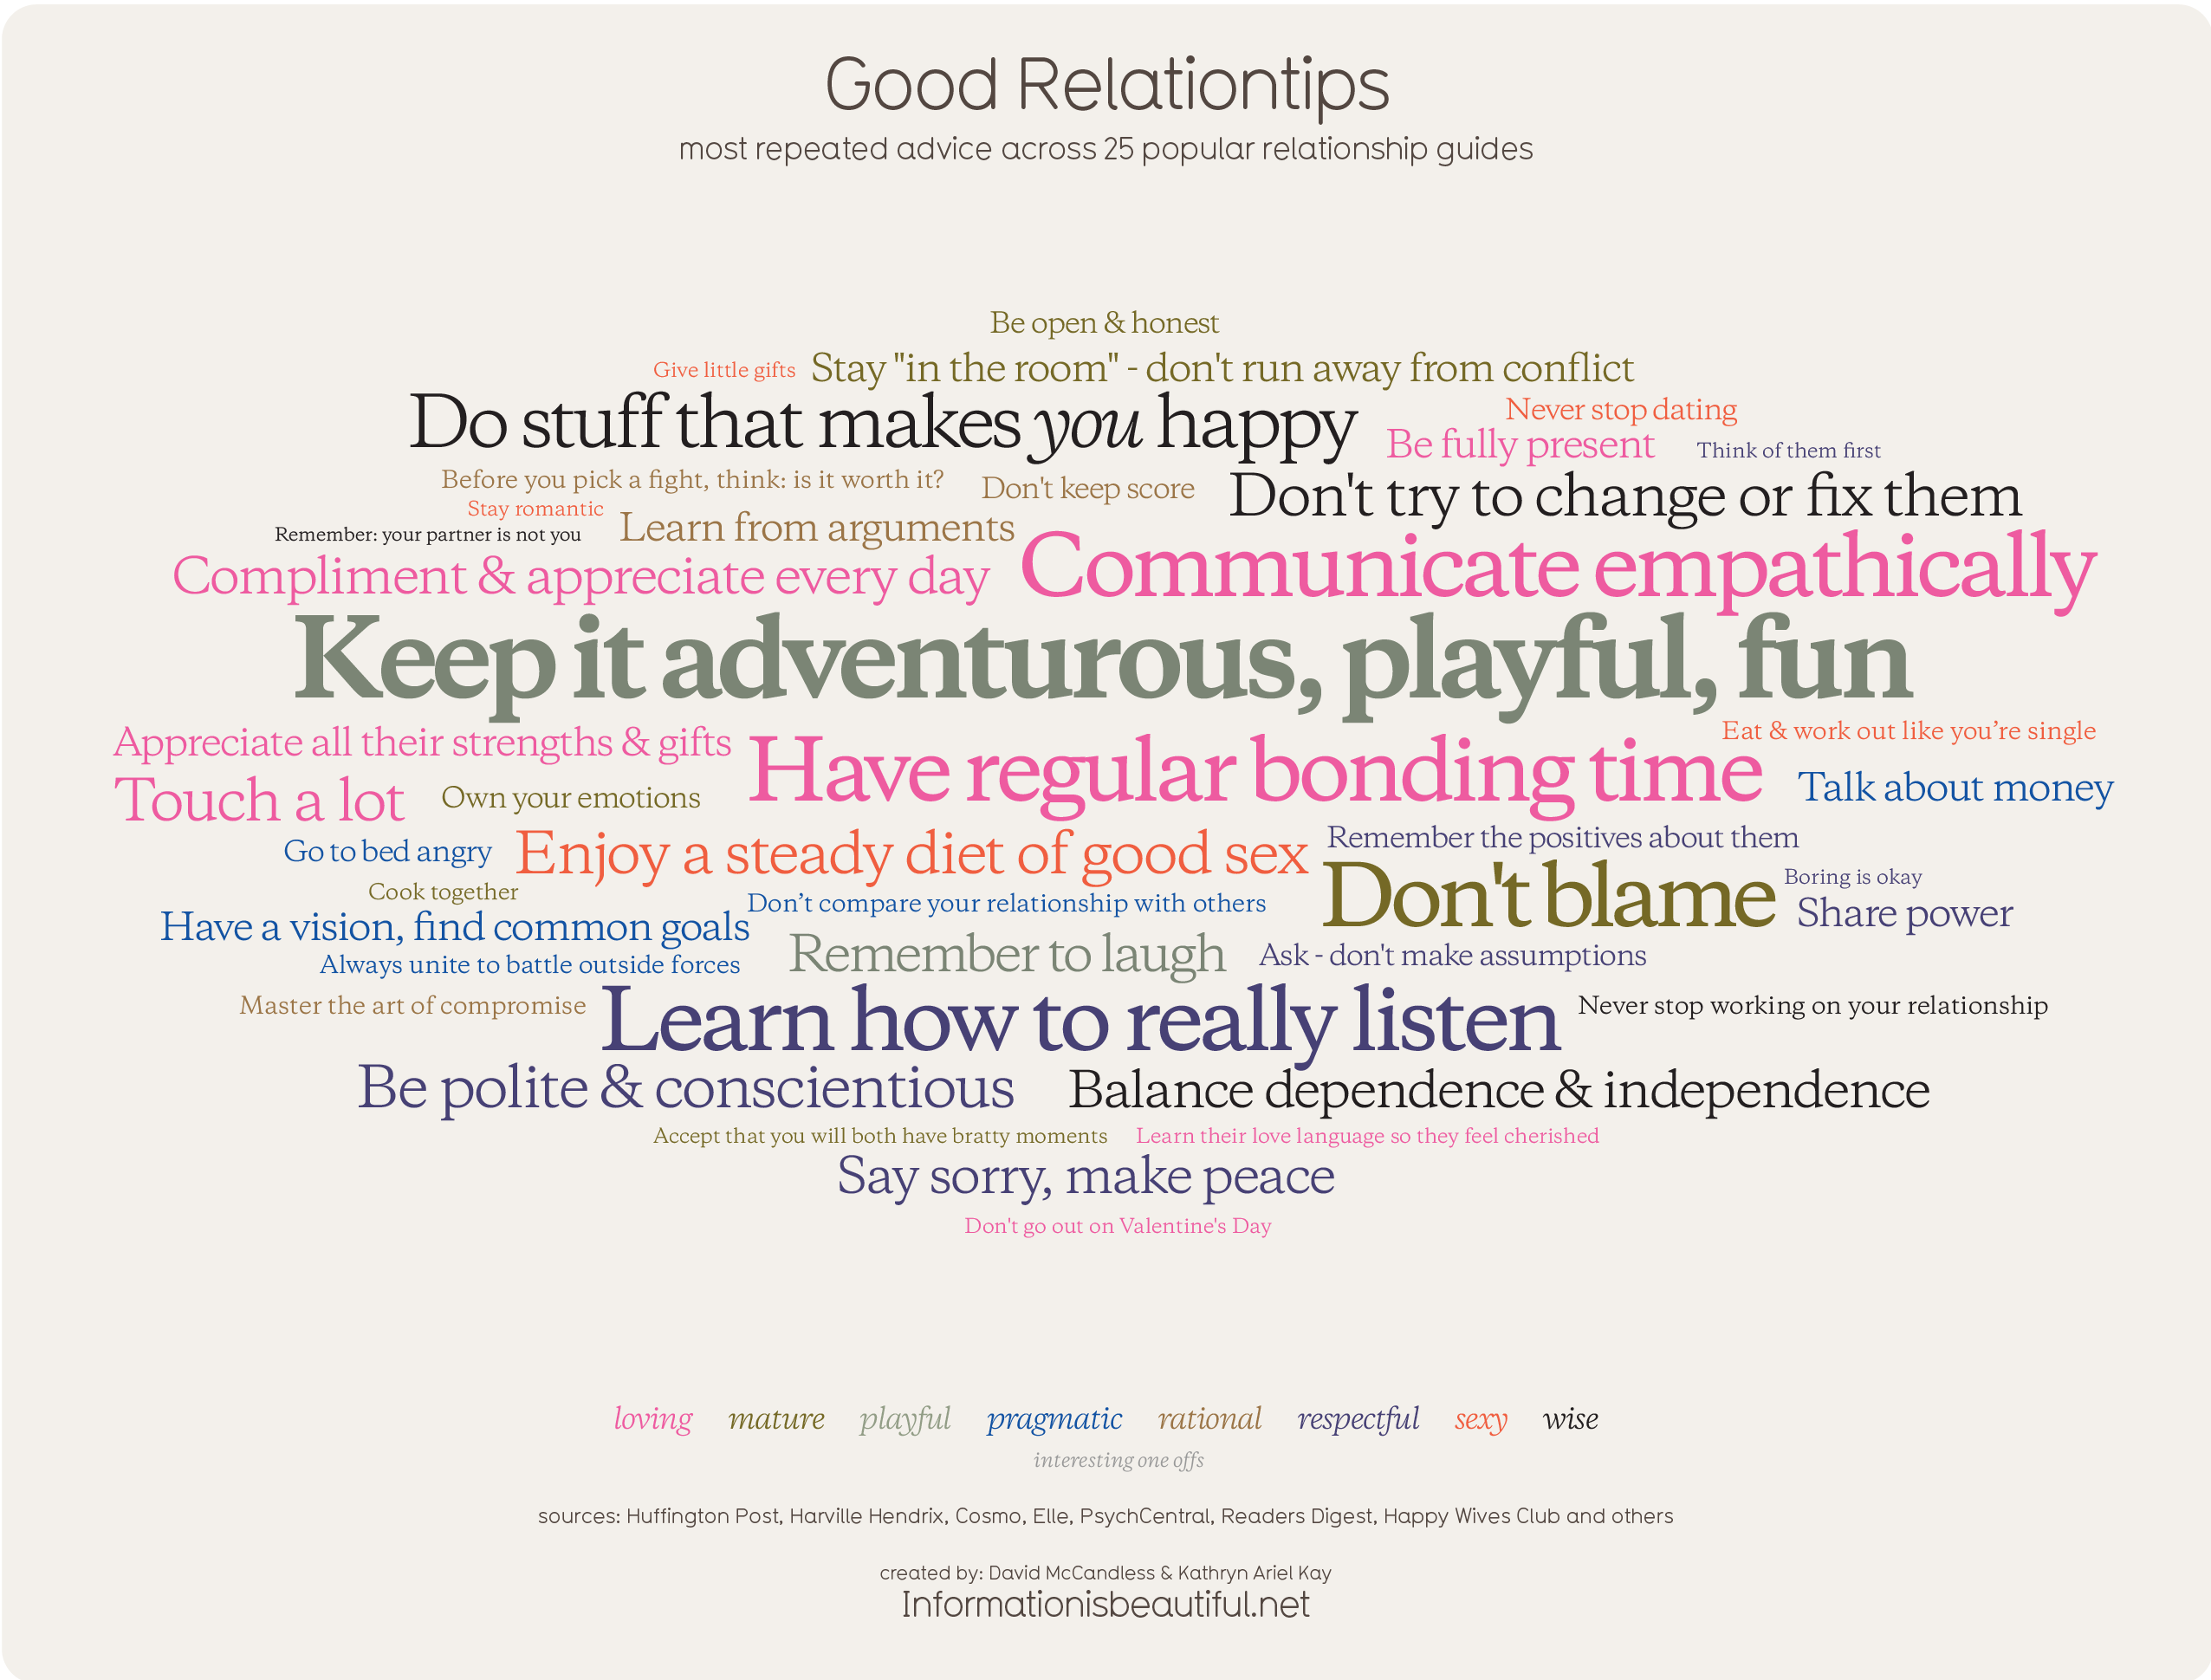 Good Relationtips
most repeated advice across 25 popular relationship guides
Be open & honest
Give little gifts
Stay "in the room" - don't run away from conflict
Do stuff that makes you happy
Never stop dating
Be fully present
Think of them first
Before you pick a fight, think: is it worth it?
Don't keep score
Don't try to change or fix them
Stay romantic
Remember: your partner is not you
Learn from arguments
Compliment & appreciate every day
Communicate empathically
Keep it adventurous, playful, fun
Appreciate all their strengths & gifts
Have regular bonding time
Eat & work out like you’re single
Touch a lot
Own your emotions
Talk about money
Go to bed angry
Enjoy a steady diet of good sex
Remember the positives about them
Cook together
Don’t compare your relationship with others
Don't blame
Boring is okay
Share power
Have a vision, find common goals
Always unite to battle outside forces
Remember to laugh
Ask - don't make assumptions
Master the art of compromise
Learn how to really listen
Never stop working on your relationship
Be polite & conscientious
Balance dependence & independence
Accept that you will both have bratty moments
Learn their love language so they feel cherished
Say sorry, make peace
Don't go out on Valentine's Day
loving mature playful pragmatic rational respectful sexy wise
interesting one offs
sources: Huffington Post, Harville Hendrix, Cosmo, Elle, PsychCentral, Readers Digest, Happy Wives Club and others
created by: David McCandless & Kathryn Ariel Kay
Informationisbeautiful.net